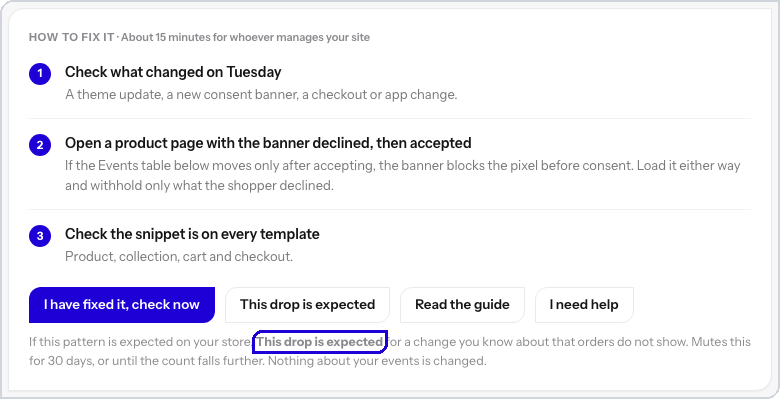 HOW TO FIX IT · About 15 minutes for whoever manages your site
1
Check what changed on Tuesday
A theme update, a new consent banner, a checkout or app change.
2
Open a product page with the banner declined, then accepted
If the Events table below moves only after accepting, the banner blocks the pixel before consent. Load it either way
and withhold only what the shopper declined.
3
Check the snippet is on every template
Product, collection, cart and checkout.
I have fixed it, check now
This drop is expected
Read the guide
I need help
If this pattern is expected on your store, This drop is expected for a change you know about that orders do not show. Mutes this
for 30 days, or until the count falls further. Nothing about your events is changed.